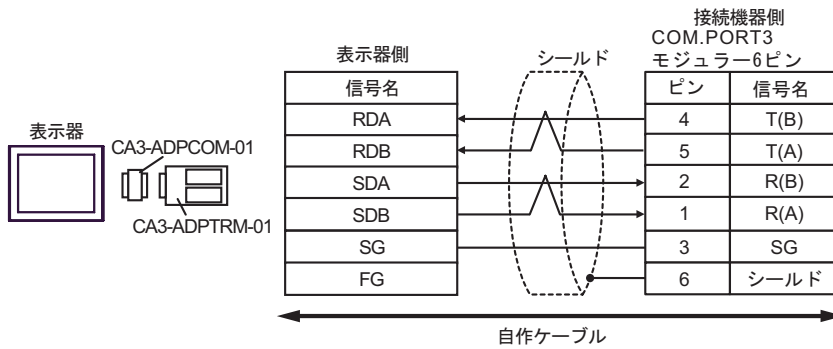 接続機器側
COM.PORT3
モジュラー6ピン
表示器側
シールド
信号名
ピン
信号名
RDA
4
T(B)
RDB
5
T(A)
SDA
2
R(B)
SDB
1
R(A)
SG
3
SG
FG
6
シールド
表示器
CA3-ADPCOM-01
CA3-ADPTRM-01
自作ケーブル